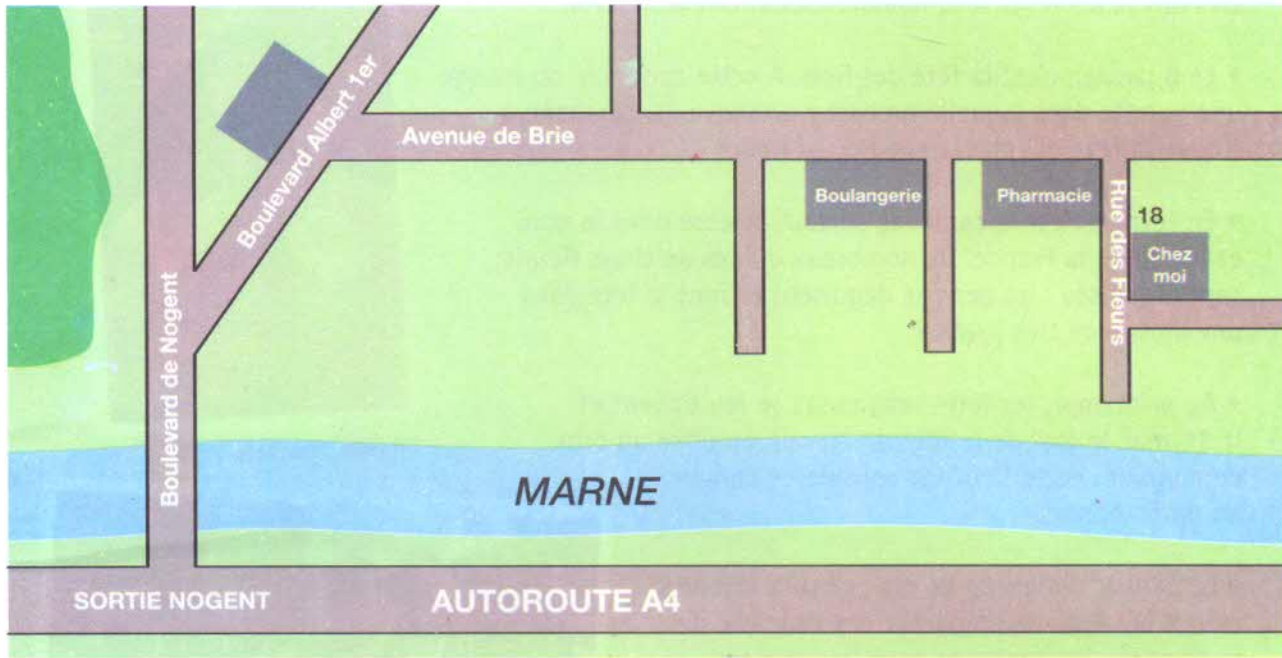 Boulevard Albert 1er
Avenue de Brie
Boulangerie
Pharmacie
Rue des Fleurs
18
Chez
moi
Boulevard de Nogent
MARNE
SORTIE NOGENT
AUTOROUTE A4